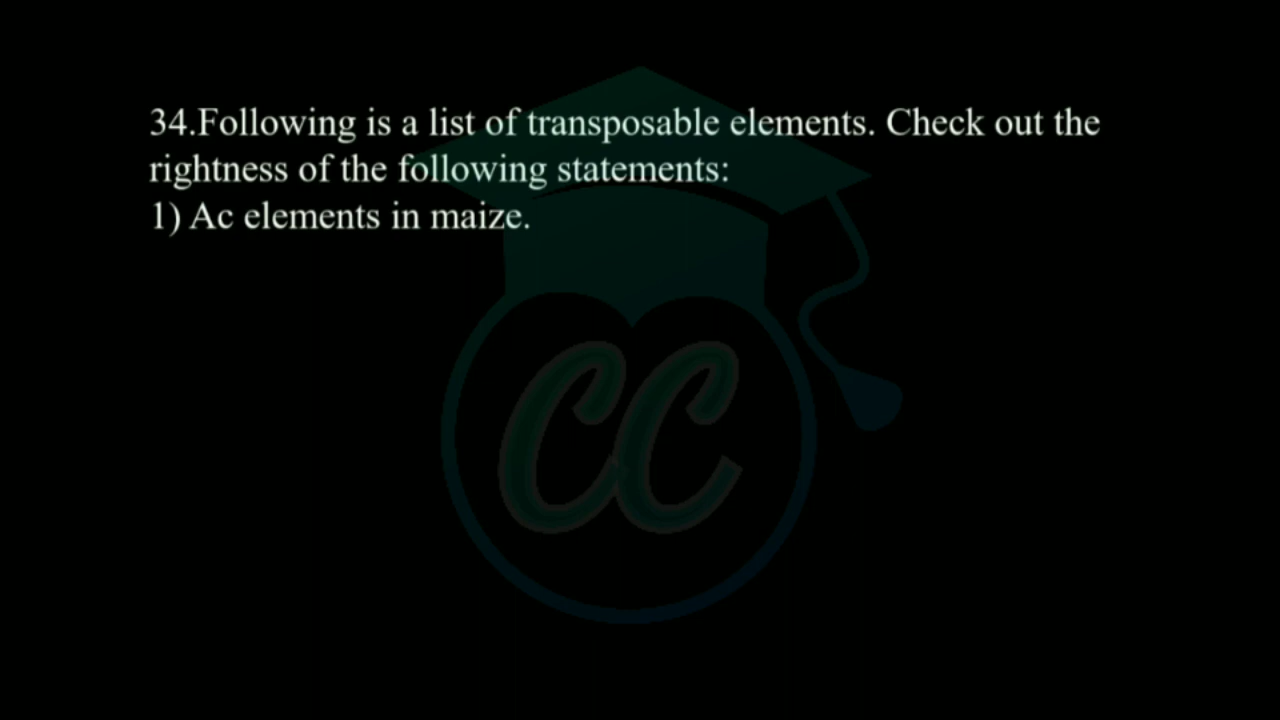 34.Following is a list of transposable elements. Check out the
rightness of the following statements:
1) Ac elements in maize.
CC